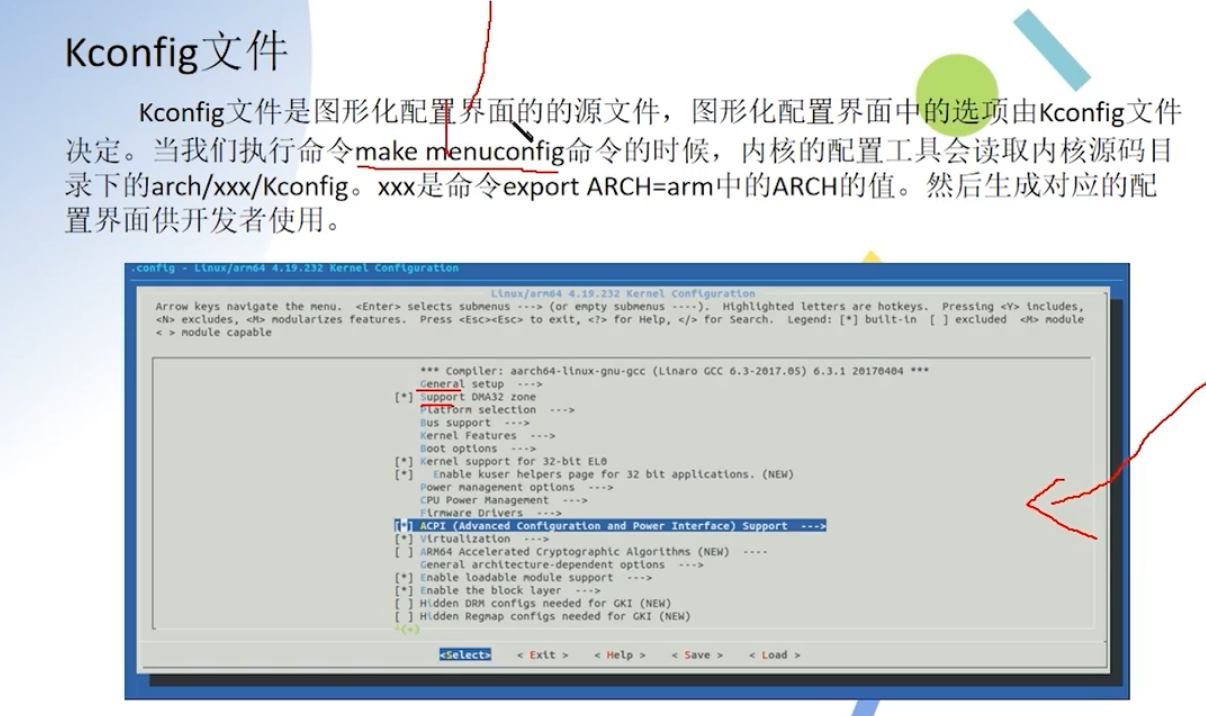 Kconfig文件
Kconfig文件是图形化配置界面的的源文件，图形化配置界面中的选项由Kconfig文件
决定。当我们执行命令make menuconfig命令的时候，内核的配置工具会读取内核源码目
录下的arch/xxx/Kconfig。xxx是命令export ARCH=arm中的ARCH的值。然后生成对应的配
置界面供开发者使用。
.config - Linux/arm64 4.19.232 Kernel Configuration
Linux/arm64 4.19.232 Kernel Configuration
Arrow keys navigate the menu.  <Enter> selects submenus ---> (or empty submenus ----).  Highlighted letters are hotkeys.  Pressing <Y> includes,
<N> excludes, <M> modularizes features.  Press <Esc><Esc> to exit, <?> for Help, </> for Search.  Legend: [*] built-in  [ ] excluded  <M> module
< > module capable
*** Compiler: aarch64-linux-gnu-gcc (Linaro GCC 6.3-2017.05) 6.3.1 20170404 ***
General setup  --->
[*] Support DMA32 zone
Platform selection  --->
Bus support  --->
Kernel Features  --->
Boot options  --->
[*] Kernel support for 32-bit EL0
[*]   Enable kuser helpers page for 32 bit applications. (NEW)
Power management options  --->
CPU Power Management  --->
Firmware Drivers  --->
[*] ACPI (Advanced Configuration and Power Interface) Support  --->
[*] Virtualization  --->
[ ] ARM64 Accelerated Cryptographic Algorithms (NEW)  ----
General architecture-dependent options  --->
[*] Enable loadable module support  --->
[*] Enable the block layer  --->
[ ] Hidden DRM configs needed for GKI (NEW)
[ ] Hidden Regmap configs needed for GKI (NEW)
┴(+)
<Select>    < Exit >    < Help >    < Save >    < Load >